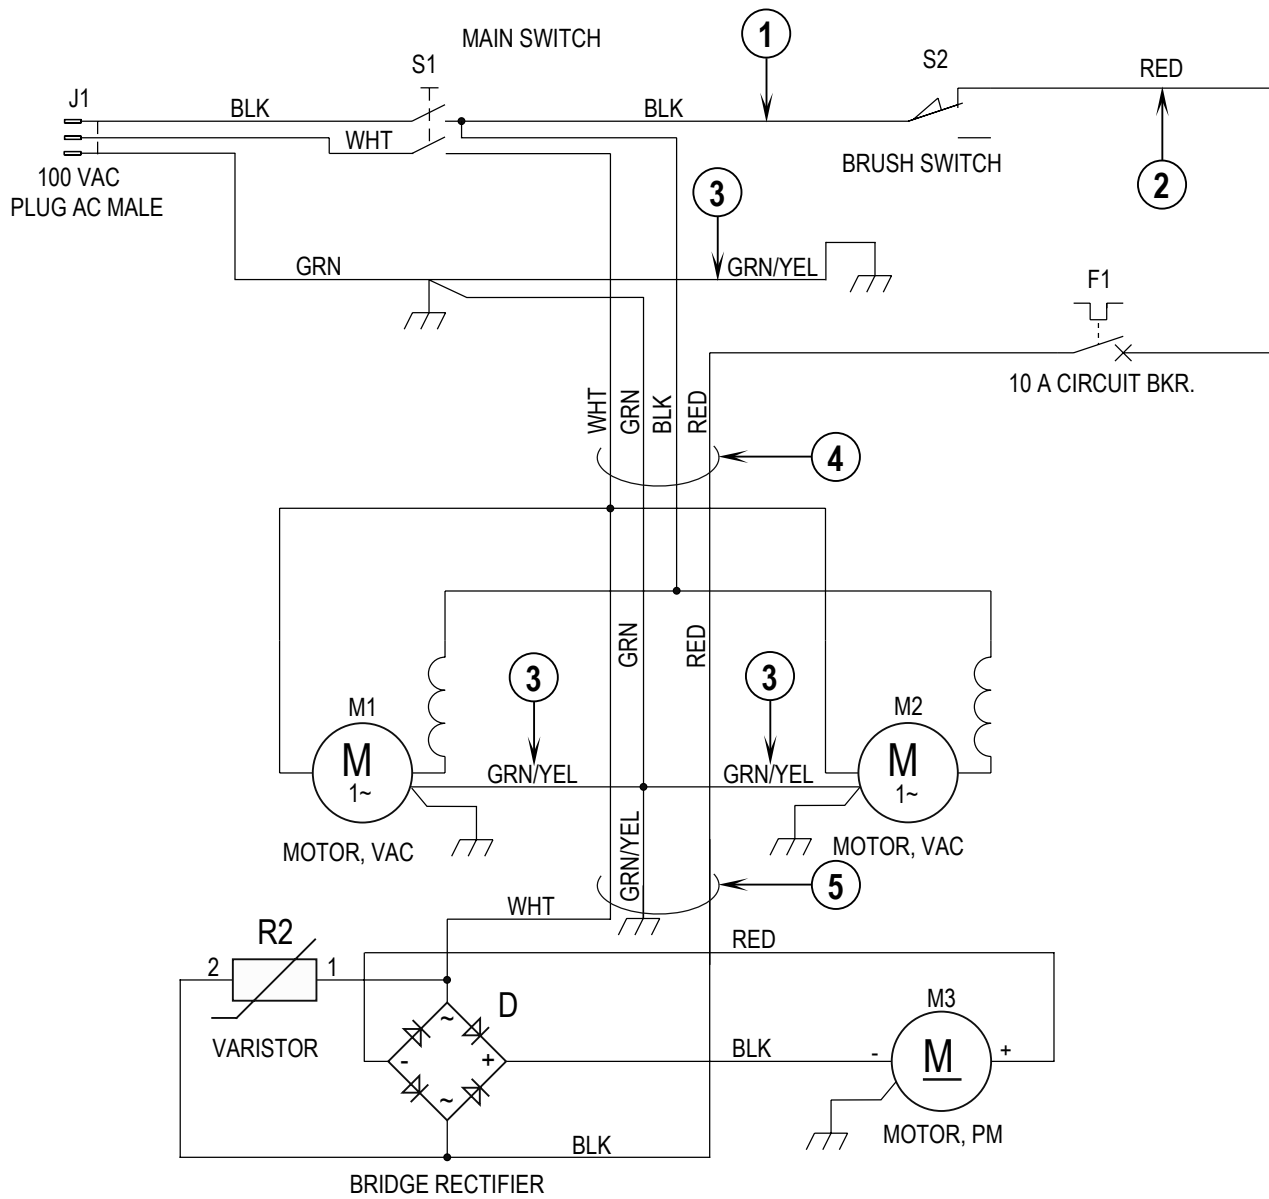 MAIN SWITCH
1
S1
S2
RED
J1
BLK
BLK
WHT
BRUSH SWITCH
2
100 VAC
PLUG AC MALE
3
GRN
GRN/YEL
F1
10 A CIRCUIT BKR.
WHT
GRN
BLK
RED
4
GRN
RED
3
3
M1
M2
M
1~
M
1~
GRN/YEL
GRN/YEL
MOTOR, VAC
MOTOR, VAC
GRN/YEL
5
WHT
R2
RED
2
1
D
M3
VARISTOR
~
-
+
~
BLK
-
M
+
MOTOR, PM
BLK
BRIDGE RECTIFIER